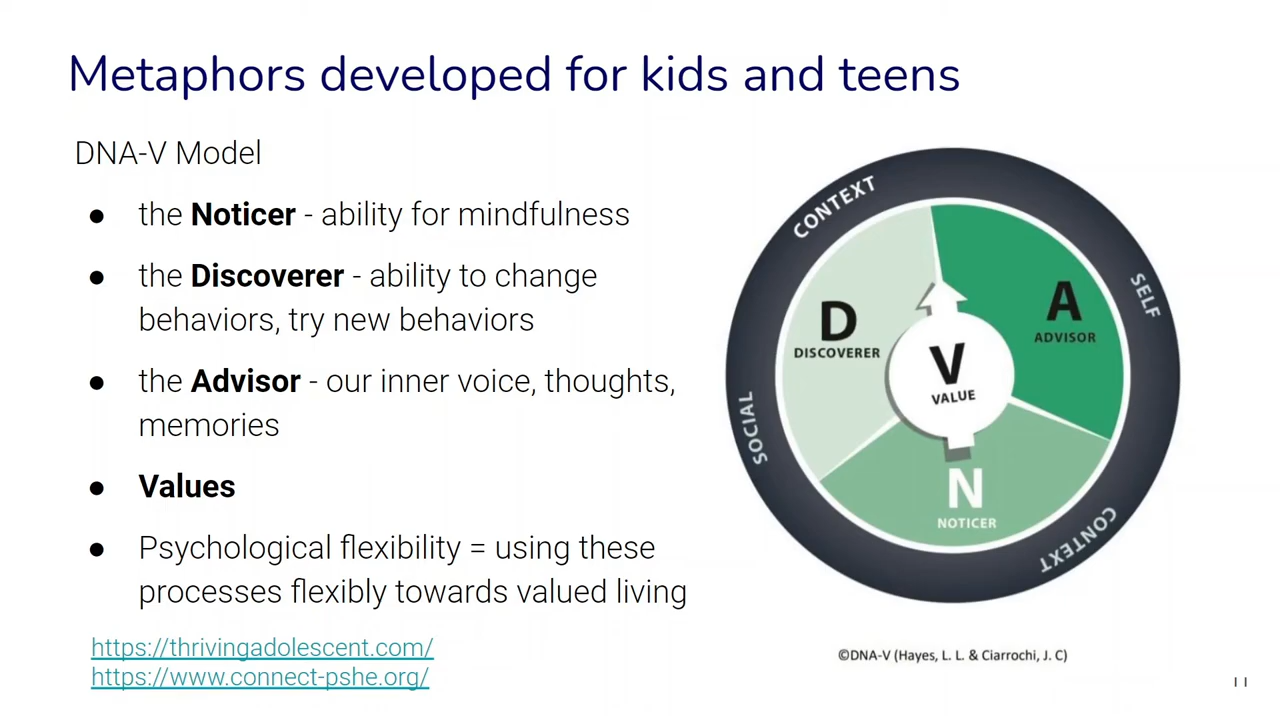 Metaphors developed for kids and teens
DNA-V Model
● the Noticer - ability for mindfulness
● the Discoverer - ability to change
behaviors, try new behaviors
● the Advisor - our inner voice, thoughts,
memories
● Values
● Psychological flexibility = using these
processes flexibly towards valued living
https://thrivingadolescent.com/
https://www.connect-pshe.org/
CONTEXT
SELF
D
DISCOVERER
A
ADVISOR
V
VALUE
SOCIAL
N
NOTICER
CONTEXT
©DNA-V (Hayes, L. L. & Ciarrochi, J. C)
11